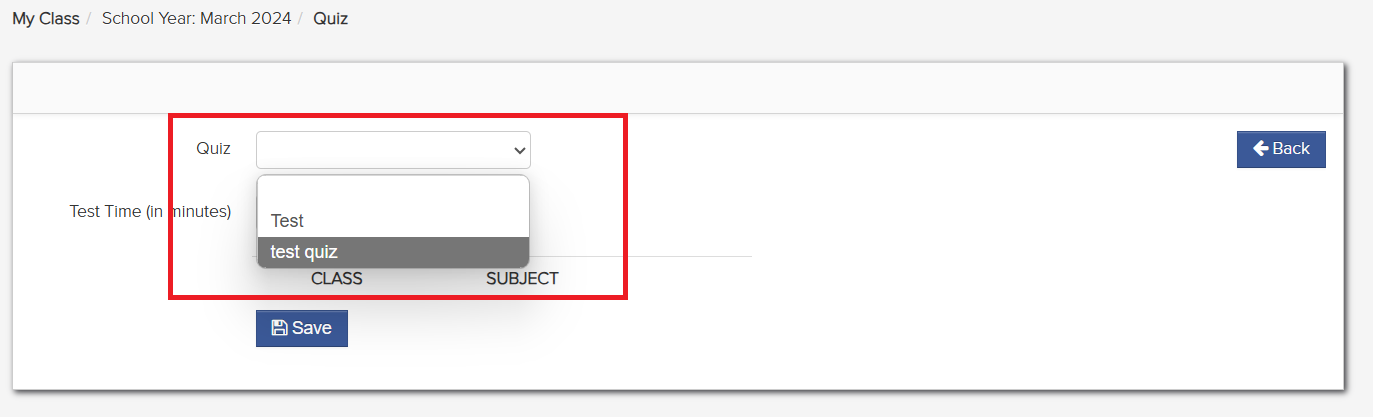 My Class / School Year: March 2024 / Quiz
Quiz
Back
Test Time (in minutes)
Test
test quiz
CLASS SUBJECT
Save